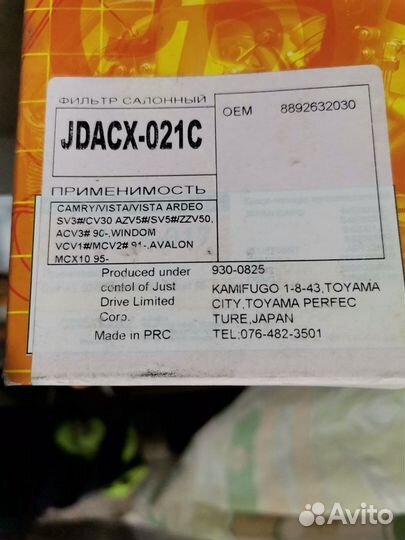 ФИЛЬТР САЛОННЫЙ
JDACX-021C
OEM 8892632030
ПРИМЕНИМОСТЬ
CAMRY/VISTA/VISTA ARDEO
SV3#/CV30 AZV5#/SV5#/ZZV50,
ACV3# 90-,WINDOM
VCV1#/MCV2# 91-,AVALON
MCX10 95-
Produced under
contol of Just
Drive Limited
Corp.
Made in PRC
930-0825
KAMIFUGO 1-8-43,TOYAMA
CITY,TOYAMA PERFEC
TURE,JAPAN
TEL:076-482-3501
Avito